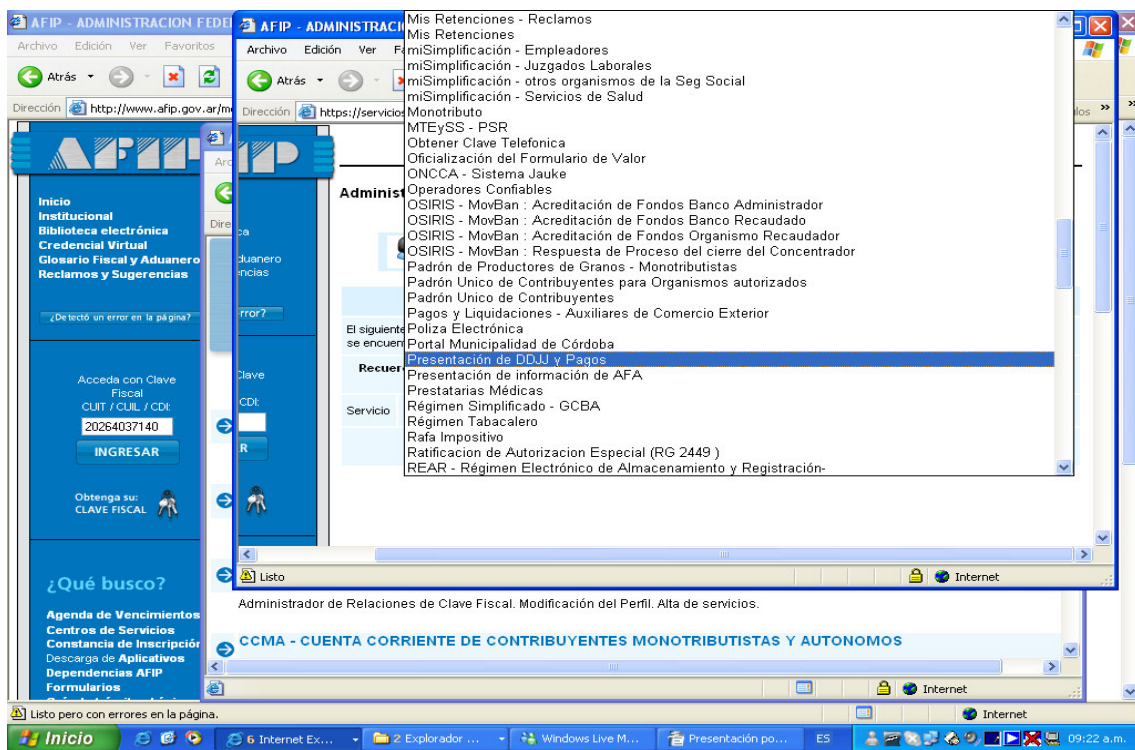 AFIP - ADMINISTRACION FEDE
Archivo Edición Ver Favoritos
Atrás
Dirección http://www.afip.gov.ar/m
AFIP
Inicio
Institucional
Biblioteca electrónica
Credencial Virtual
Glosario Fiscal y Aduanero
Reclamos y Sugerencias
¿Detectó un error en la página?
Acceda con Clave
Fiscal
CUIT / CUIL / CDI:
20264037140
INGRESAR
Obtenga su:
CLAVE FISCAL
¿Qué busco?
Agenda de Vencimientos
Centros de Servicios
Constancia de Inscripción
Descarga de Aplicativos
Dependencias AFIP
Formularios
AFIP - ADMINISTRACI
Archivo Edición Ver
Atrás
Dirección https://servicios
Administ
duanero
ncias
rror?
El siguiente
se encuen
Clave
Recuer
CDI:
Servicio
R
Mis Retenciones - Reclamos
Mis Retenciones
miSimplificación - Empleadores
miSimplificación - Juzgados Laborales
miSimplificación - otros organismos de la Seg Social
miSimplificación - Servicios de Salud
Monotributo
MTEySS - PSR
Obtener Clave Telefonica
Oficialización del Formulario de Valor
ONCCA - Sistema Jauke
Operadores Confiables
OSIRIS - MovBan : Acreditación de Fondos Banco Administrador
OSIRIS - MovBan : Acreditación de Fondos Banco Recaudado
OSIRIS - MovBan : Acreditación de Fondos Organismo Recaudador
OSIRIS - MovBan : Respuesta de Proceso del cierre del Concentrador
Padrón de Productores de Granos - Monotributistas
Padrón Unico de Contribuyentes para Organismos autorizados
Padrón Unico de Contribuyentes
Pagos y Liquidaciones - Auxiliares de Comercio Exterior
Poliza Electrónica
Portal Municipalidad de Córdoba
Presentación de DDJJ y Pagos
Presentación de información de AFA
Prestatarias Médicas
Régimen Simplificado - GCBA
Régimen Tabacalero
Rafa Impositivo
Ratificacion de Autorizacion Especial (RG 2449 )
REAR - Régimen Electrónico de Almacenamiento y Registración-
Listo Internet
Administrador de Relaciones de Clave Fiscal. Modificación del Perfil. Alta de servicios.
CCMA - CUENTA CORRIENTE DE CONTRIBUYENTES MONOTRIBUTISTAS Y AUTONOMOS
Internet
Listo pero con errores en la página. Internet
Inicio 6 Internet Ex... 2 Explorador ... Windows Live M... Presentación po... ES 09:22 a.m.